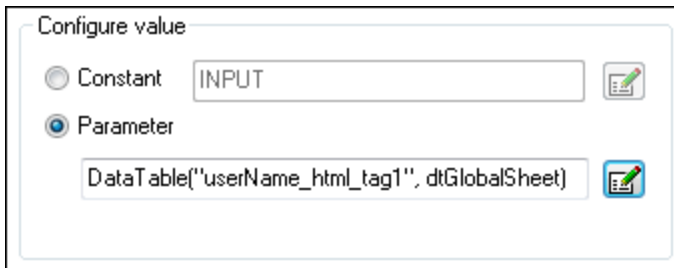 Configure value
Constant
INPUT
Parameter
DataTable("userName_html_tag1", dtGlobalSheet)